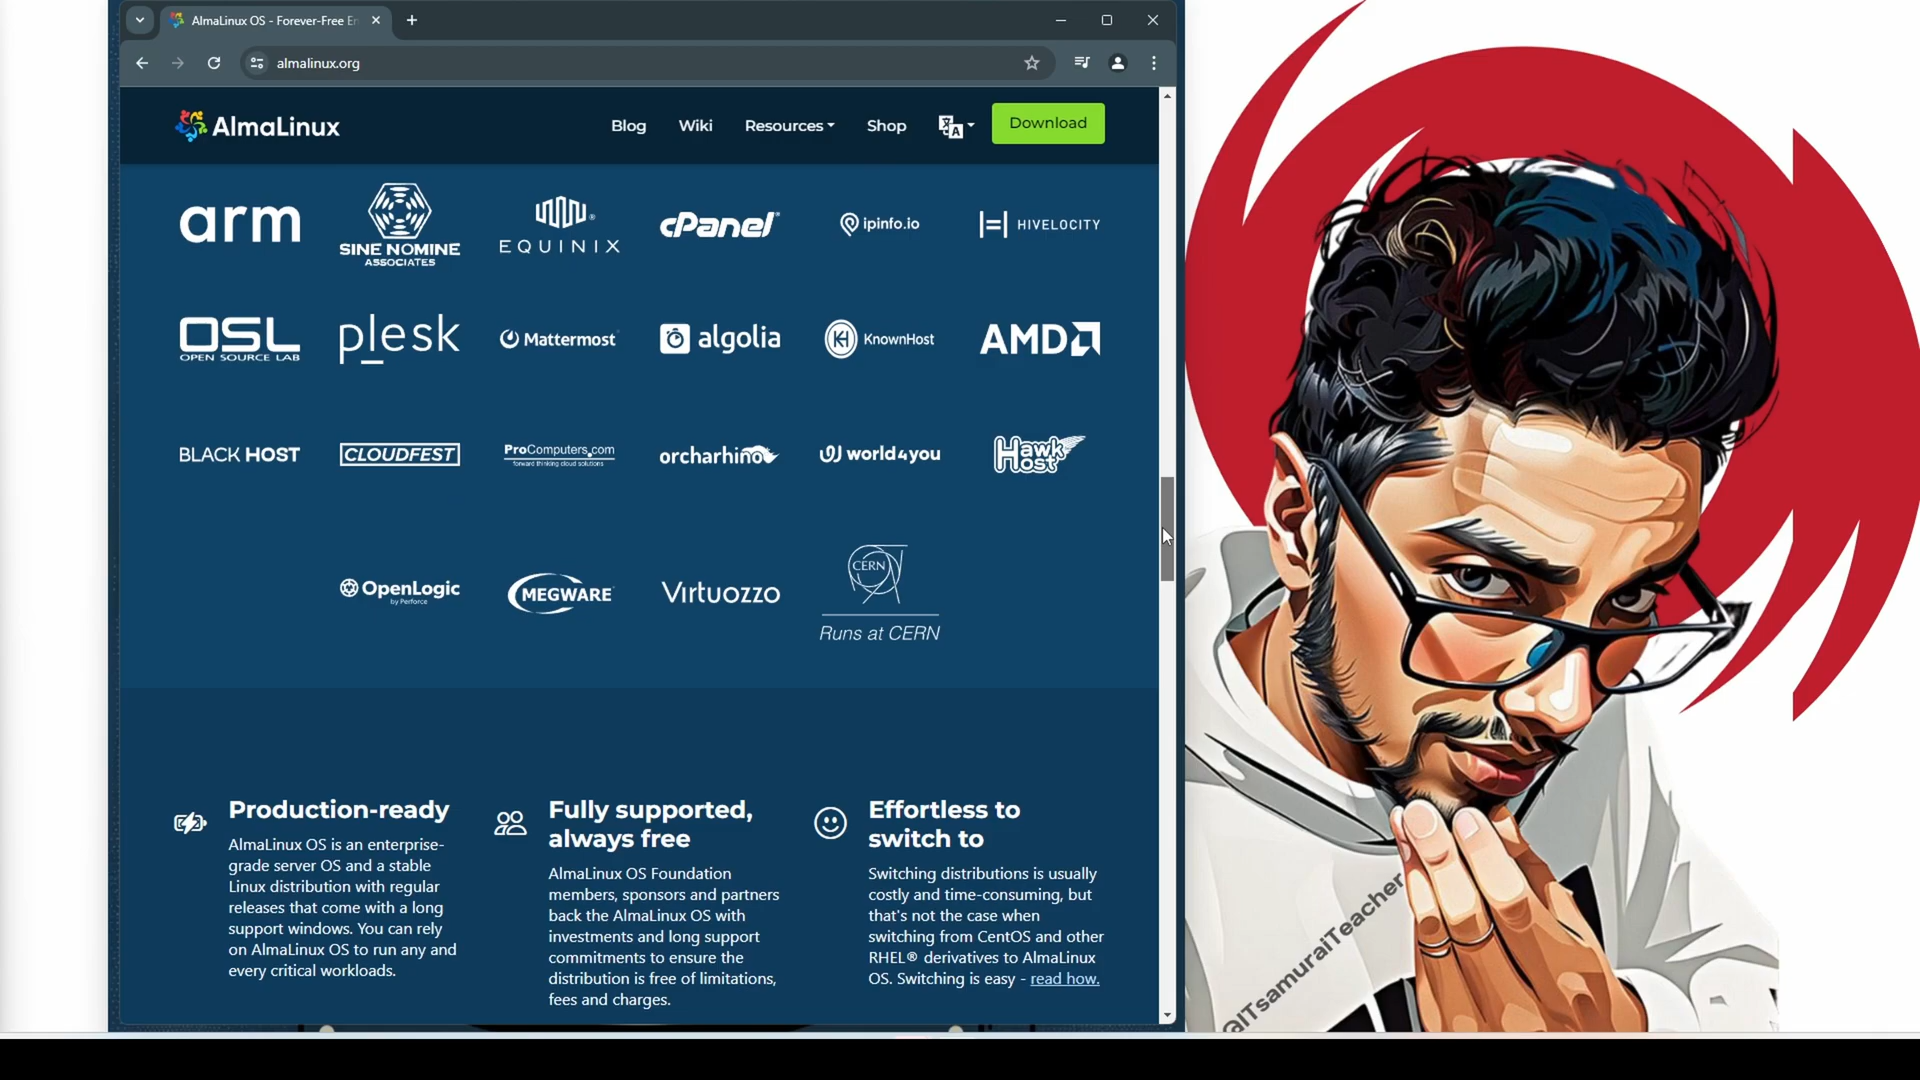 AlmaLinux OS - Forever-Free En
almalinux.org
AlmaLinux
Blog
Wiki
Resources
Shop
Download
arm
SINE NOMINE
ASSOCIATES
EQUINIX
cPanel
ipinfo.io
HIVELOCITY
OSL
OPEN SOURCE LAB
plesk
Mattermost
algolia
KH
KnownHost
AMD
BLACK HOST
CLOUDFEST
ProComputers.com
forward thinking cloud solutions
orcharhino
world4you
Hawk
Host
OpenLogic
by Perforce
MEGWARE
Virtuozzo
CERN
Runs at CERN
Production-ready
AlmaLinux OS is an enterprise-
grade server OS and a stable
Linux distribution with regular
releases that come with a long
support windows. You can rely
on AlmaLinux OS to run any and
every critical workloads.
Fully supported,
always free
AlmaLinux OS Foundation
members, sponsors and partners
back the AlmaLinux OS with
investments and long support
commitments to ensure the
distribution is free of limitations,
fees and charges.
Effortless to
switch to
Switching distributions is usually
costly and time-consuming, but
that's not the case when
switching from CentOS and other
RHEL® derivatives to AlmaLinux
OS. Switching is easy - read how.
@ITsamuraiTeacher